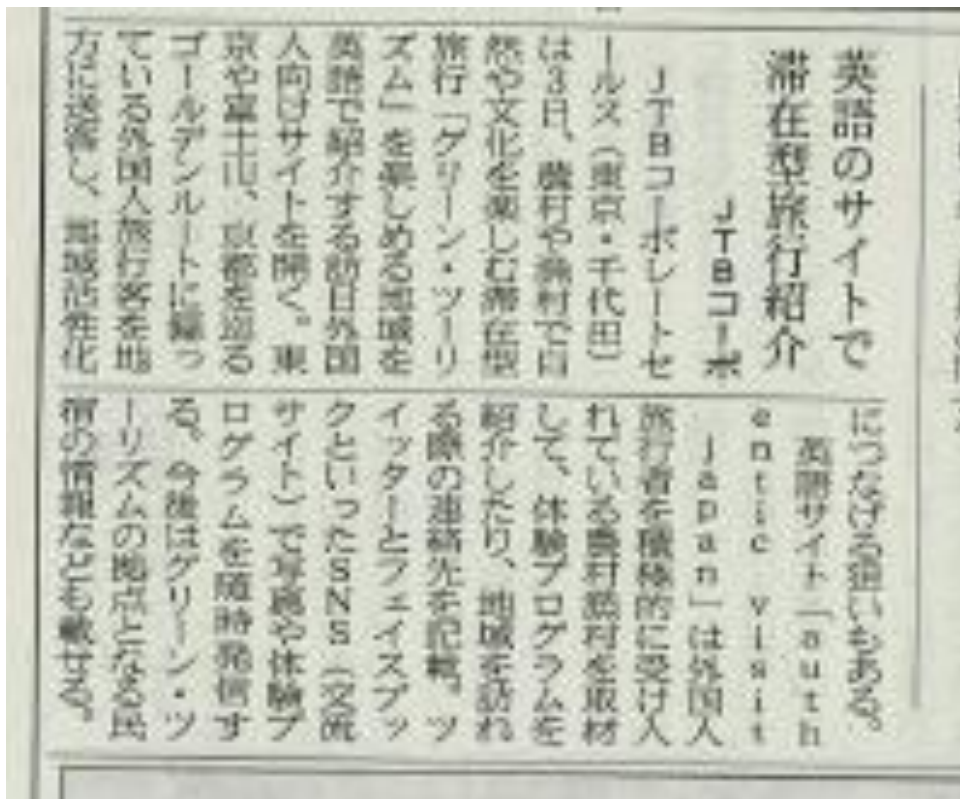 英語のサイトで
滞在型旅行紹介
JTBコーポ
JTBコーポレートセ
ールス（東京・千代田）
は3日、農村や漁村で自
然や文化を楽しむ滞在型
旅行「グリーン・ツーリ
ズム」を楽しめる地域を
英語で紹介する訪日外国
人向けサイトを開く。東
京や富士山、京都を巡る
ゴールデンルートに偏っ
ている外国人旅行客を地
方に送客し、地域活性化
につなげる狙いもある。
英語サイト「auth
entic visit
japan」は外国人
旅行者を積極的に受け入
れている農村漁村を取材
して、体験プログラムを
紹介したり、地域を訪れ
る際の連絡先を記載。ツ
イッターとフェイスブッ
クといったSNS（交流
サイト）で写真や体験プ
ログラムを随時発信す
る。今後はグリーン・ツ
ーリズムの拠点となる民
宿の情報なども載せる。